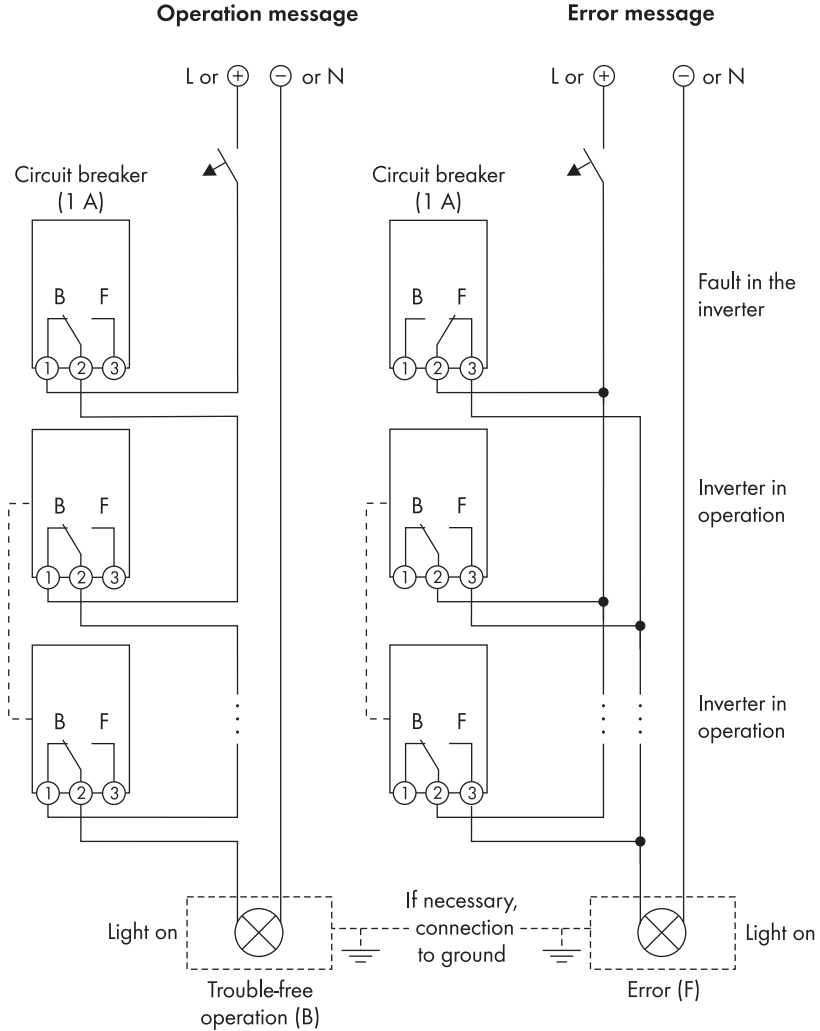 Operation message
Error message
L or + − or N
L or + − or N
Circuit breaker
(1 A)
Circuit breaker
(1 A)
B F
1 2 3
B F
1 2 3
Fault in the
inverter
B F
1 2 3
B F
1 2 3
Inverter in
operation
B F
1 2 3
B F
1 2 3
Inverter in
operation
Light on
If necessary,
connection
to ground
Light on
Trouble-free
operation (B)
Error (F)